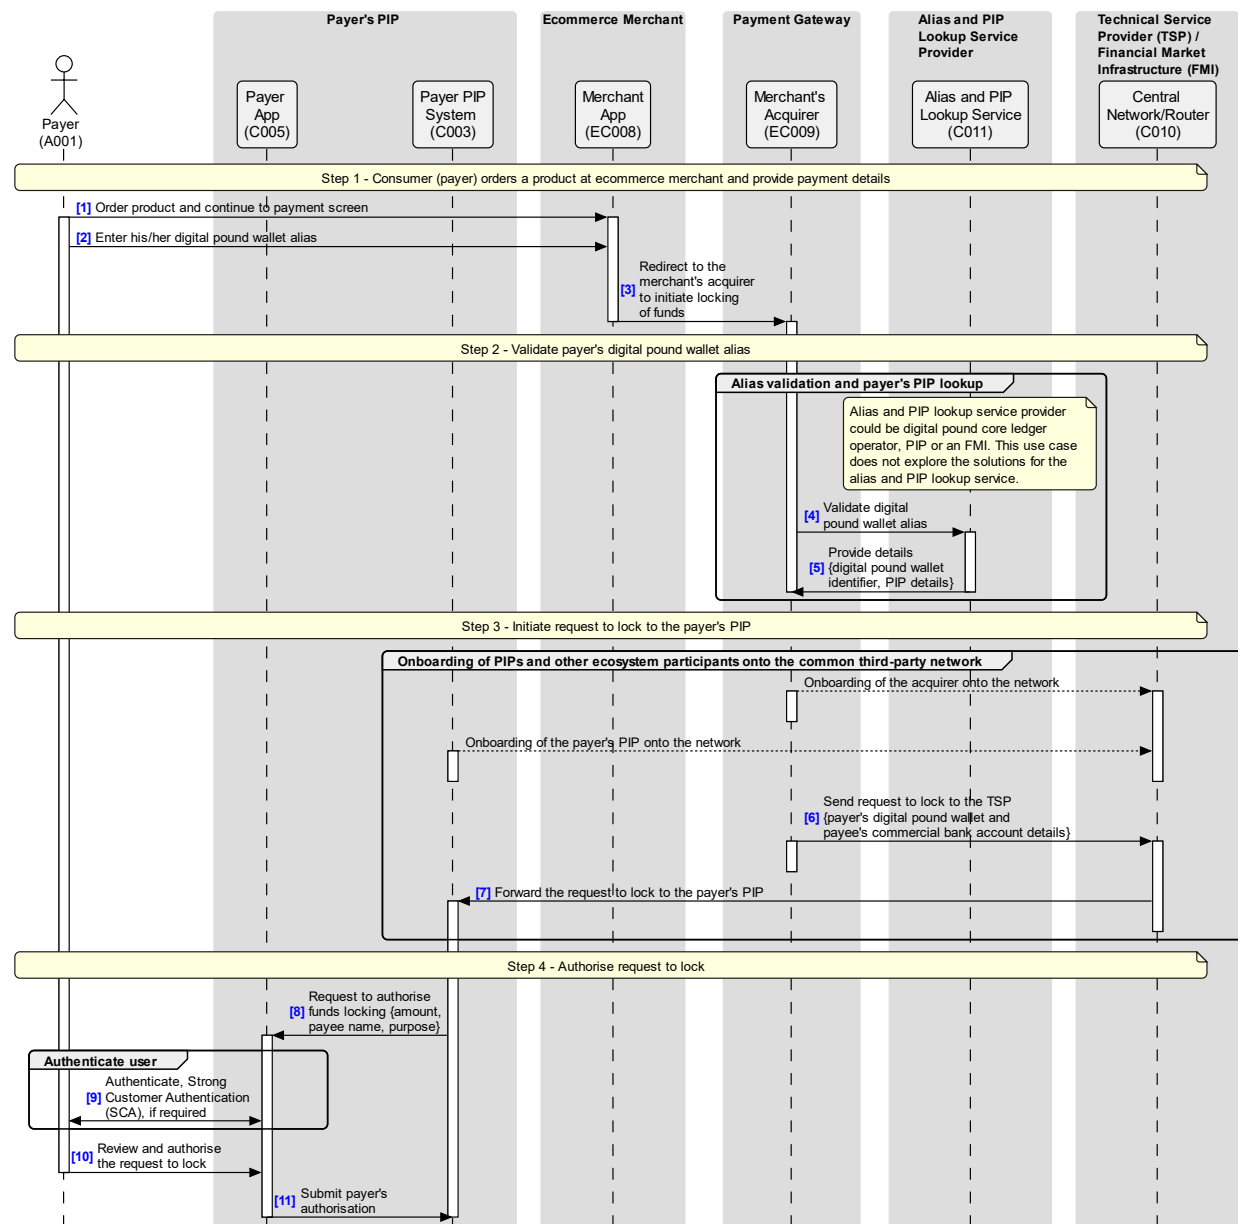 Payer's PIP
Ecommerce Merchant
Payment Gateway
Alias and PIP
Lookup Service
Provider
Technical Service
Provider (TSP) /
Financial Market
Infrastructure (FMI)
Payer
(A001)
Payer
App
(C005)
Payer PIP
System
(C003)
Merchant
App
(EC008)
Merchant's
Acquirer
(EC009)
Alias and PIP
Lookup Service
(C011)
Central
Network/Router
(C010)
Step 1 - Consumer (payer) orders a product at ecommerce merchant and provide payment details
[1] Order product and continue to payment screen
[2] Enter his/her digital pound wallet alias
Redirect to the
merchant's acquirer
[3] to initiate locking
of funds
Step 2 - Validate payer's digital pound wallet alias
Alias validation and payer's PIP lookup
Alias and PIP lookup service provider
could be digital pound core ledger
operator, PIP or an FMI. This use case
does not explore the solutions for the
alias and PIP lookup service.
[4] Validate digital
pound wallet alias
Provide details
[5] {digital pound wallet
identifier, PIP details}
Step 3 - Initiate request to lock to the payer's PIP
Onboarding of PIPs and other ecosystem participants onto the common third-party network
Onboarding of the acquirer onto the network
Onboarding of the payer's PIP onto the network
Send request to lock to the TSP
[6] {payer's digital pound wallet and
payee's commercial bank account details}
[7] Forward the request to lock to the payer's PIP
Step 4 - Authorise request to lock
Request to authorise
[8] funds locking {amount,
payee name, purpose}
Authenticate user
Authenticate, Strong
[9] Customer Authentication
(SCA), if required
[10] Review and authorise
the request to lock
[11] Submit payer's
authorisation